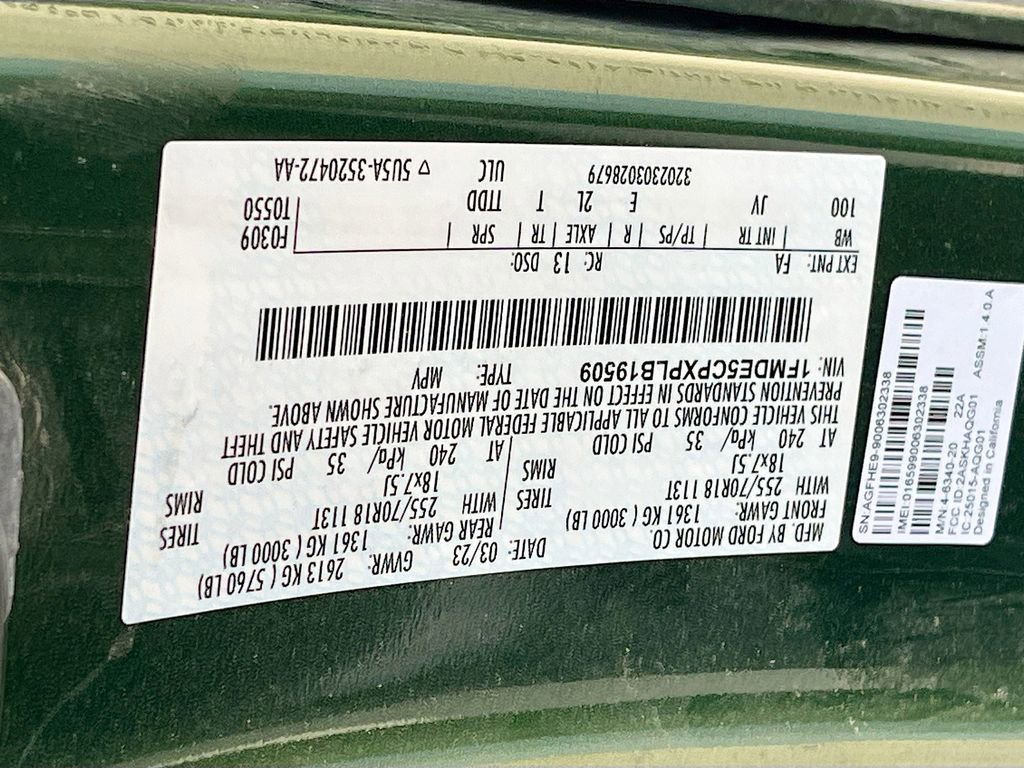 MFD. BY FORD MOTOR CO.
DATE: 03/23 GVWR: 2613 KG ( 5760 LB)
FRONT GAWR: 1361 KG ( 3000 LB) REAR GAWR: 1361 KG ( 3000 LB)
WITH 255/70R18 113T TIRES WITH 255/70R18 113T TIRES
18x7.5J RIMS 18x7.5J RIMS
AT 240 kPa/ 35 PSI COLD AT 240 kPa/ 35 PSI COLD
THIS VEHICLE CONFORMS TO ALL APPLICABLE FEDERAL MOTOR VEHICLE SAFETY AND THEFT
PREVENTION STANDARDS IN EFFECT ON THE DATE OF MANUFACTURE SHOWN ABOVE.
VIN: 1FMDE5CPXPLB19509 TYPE: MPV
EXT PNT: FA RC: 13 DSO:
WB INT TR TP/PS R AXLE TR SPR F0309
100 JV E 2L T TTDD T0550
3202303028679 ULC ▽ 5U5A-3520472-AA
SN:AGFHE9-9006302338
IMEI:016599006302338
M/N:4-6340-20
FCC ID:2ASKHAQG01 22A
IC:25015-AQG01 ASSM:1.4.0.A
Designed in California